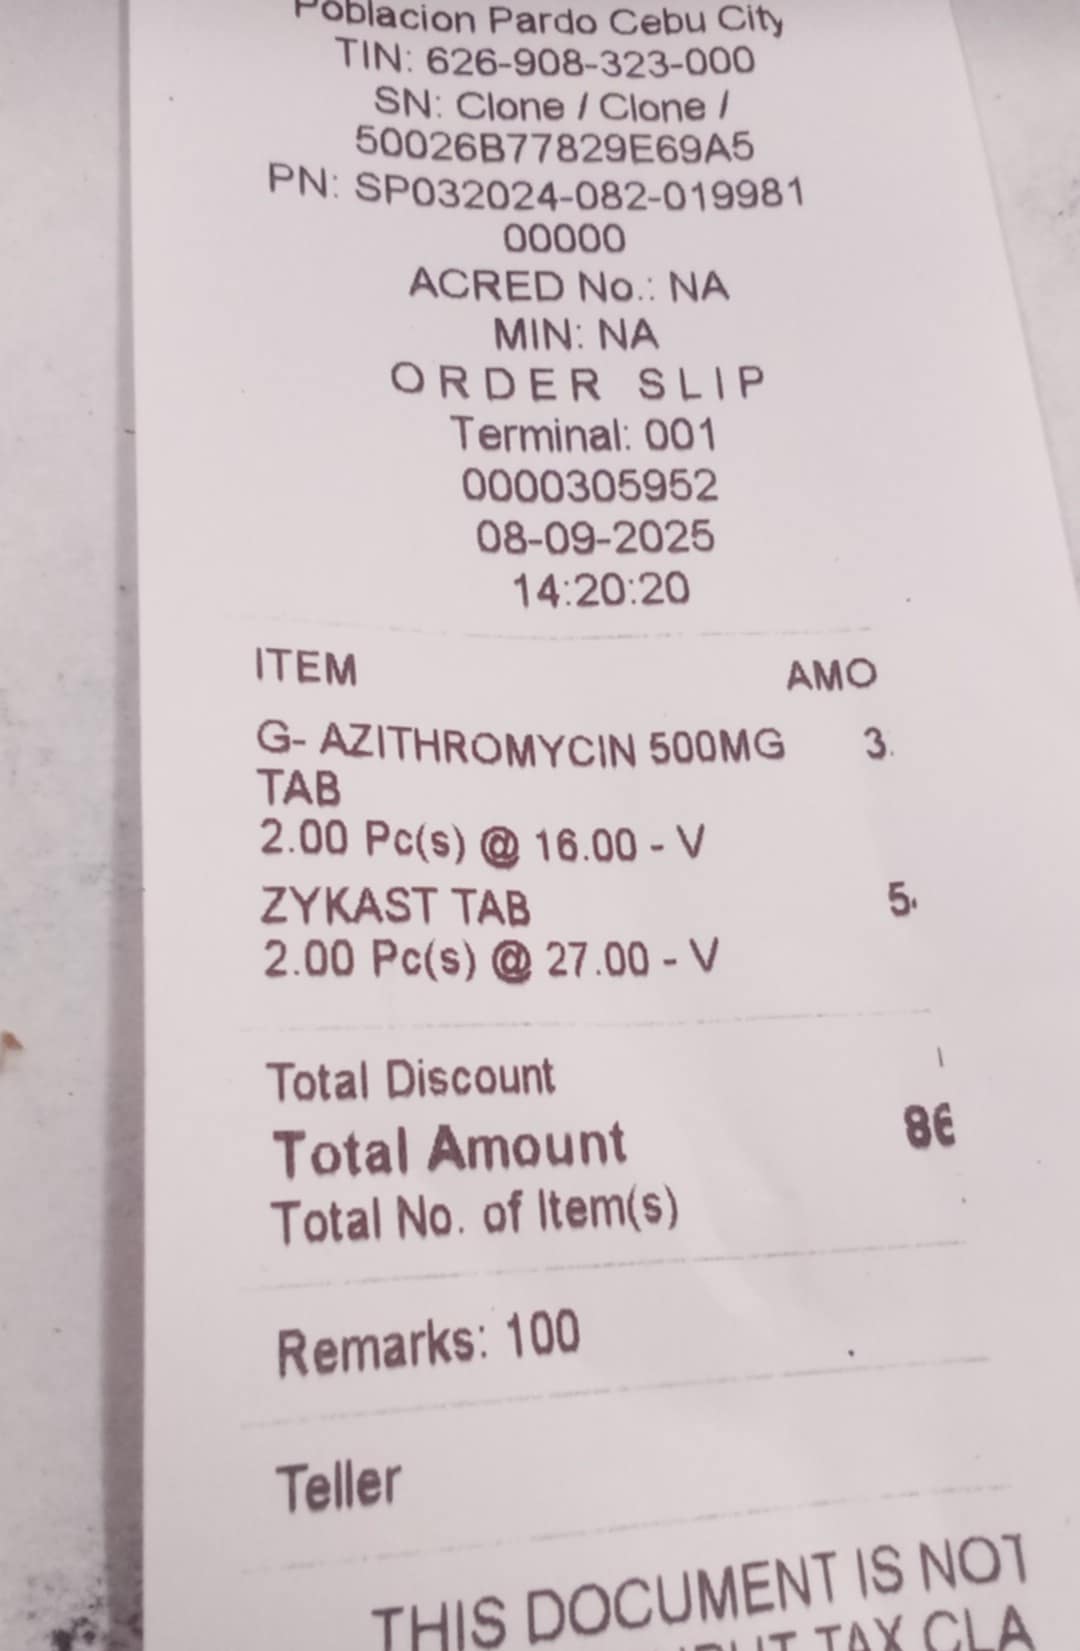 Poblacion Pardo Cebu City
TIN: 626-908-323-000
SN: Clone / Clone /
50026B77829E69A5
PN: SP032024-082-019981
00000
ACRED No.: NA
MIN: NA
ORDER SLIP
Terminal: 001
0000305952
08-09-2025
14:20:20
ITEM AMO
G- AZITHROMYCIN 500MG 3.
TAB
2.00 Pc(s) @ 16.00 - V
ZYKAST TAB 5.
2.00 Pc(s) @ 27.00 - V
Total Discount
Total Amount 86
Total No. of Item(s)
Remarks: 100
Teller
THIS DOCUMENT IS NOT
TAX CLA